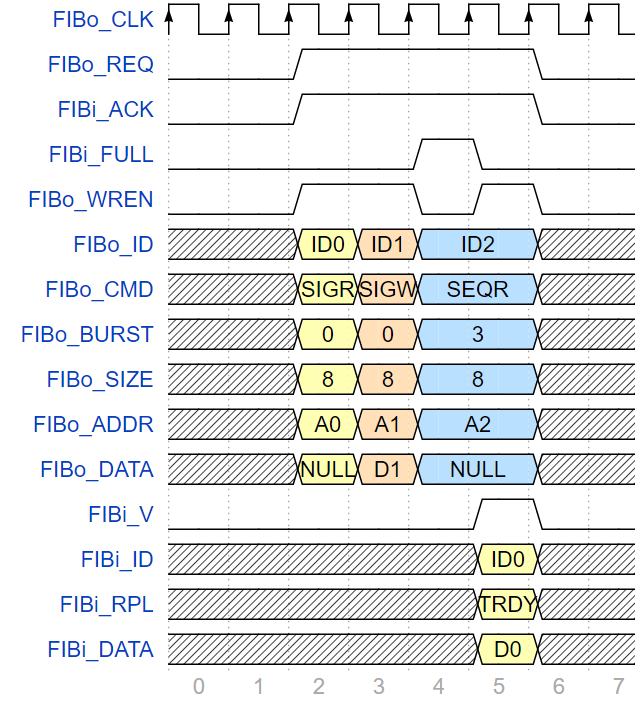 FIBo_CLK
FIBo_REQ
FIBi_ACK
FIBi_FULL
FIBo_WREN
FIBo_ID ID0 ID1 ID2
FIBo_CMD SIGR SIGW SEQR
FIBo_BURST 0 0 3
FIBo_SIZE 8 8 8
FIBo_ADDR A0 A1 A2
FIBo_DATA NULL D1 NULL
FIBi_V
FIBi_ID ID0
FIBi_RPL TRDY
FIBi_DATA D0
0 1 2 3 4 5 6 7